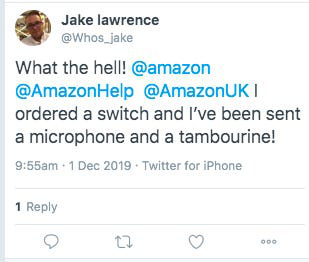 Jake lawrence
@Whos_jake
What the hell! @amazon
@AmazonHelp @AmazonUK I
ordered a switch and I've been sent
a microphone and a tambourine!
9:55am · 1 Dec 2019 · Twitter for iPhone
1 Reply